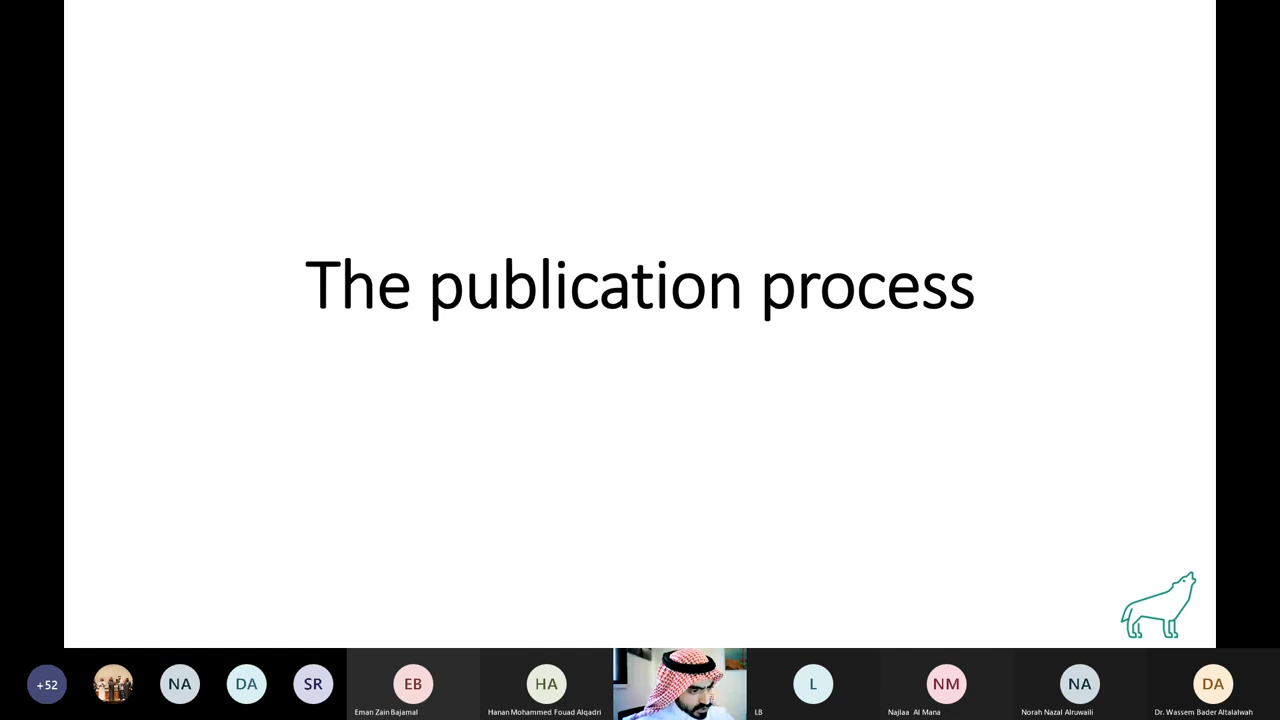 The publication process
+52
NA
DA
SR
EB
Eman Zain Bajamal
HA
Hanan Mohammed Fouad Alqadri
L
LB
NM
Najlaa Al Mana
NA
Norah Nazal Alruwaili
DA
Dr. Wassem Bader Altalalwah